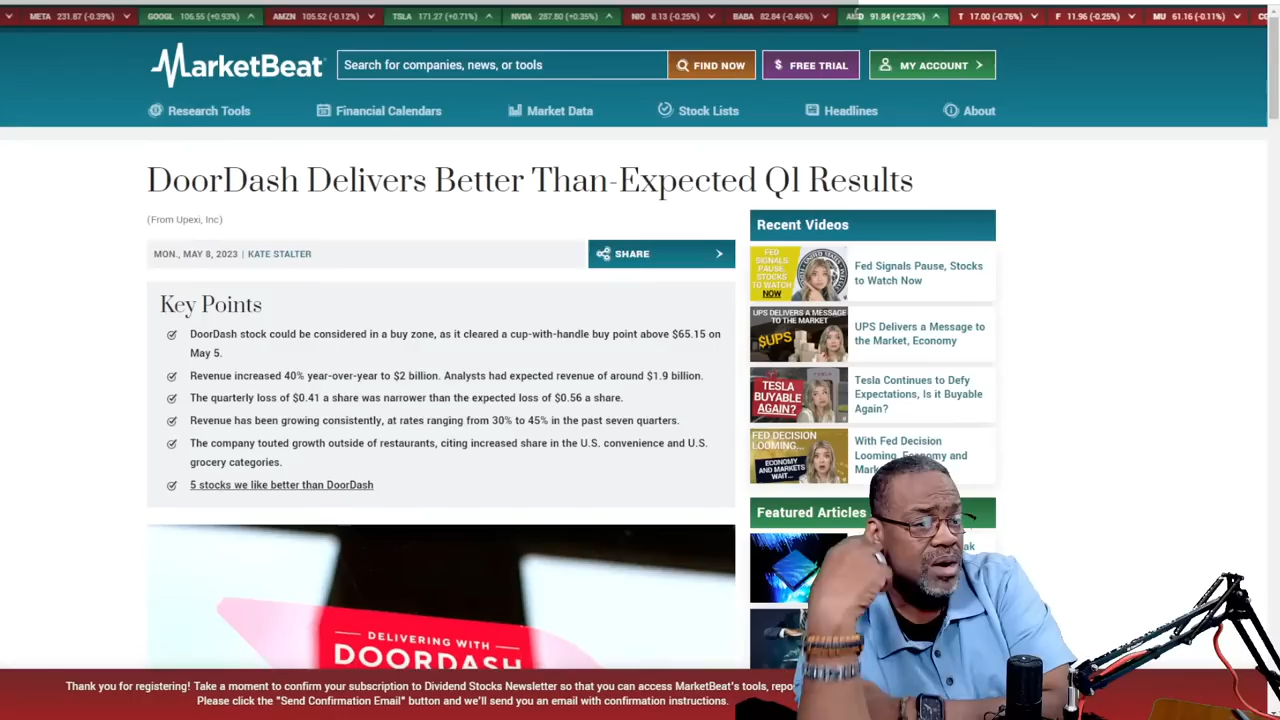 META 231.87 (-0.39%)
GOOGL 106.55 (+0.93%)
AMZN 105.52 (-0.12%)
TSLA 171.27 (+0.71%)
NVDA 287.80 (+0.35%)
NIO 8.13 (-0.25%)
BABA 82.84 (-0.46%)
AMD 91.84 (+2.23%)
T 17.00 (-0.76%)
F 11.96 (-0.25%)
MU 61.16 (-0.11%)
MarketBeat
Search for companies, news, or tools
FIND NOW
$ FREE TRIAL
MY ACCOUNT
Research Tools
Financial Calendars
Market Data
Stock Lists
Headlines
About
DoorDash Delivers Better Than-Expected Q1 Results
(From Upexi, Inc)
MON., MAY 8, 2023 | KATE STALTER
SHARE
Key Points
DoorDash stock could be considered in a buy zone, as it cleared a cup-with-handle buy point above $65.15 on
May 5.
Revenue increased 40% year-over-year to $2 billion. Analysts had expected revenue of around $1.9 billion.
The quarterly loss of $0.41 a share was narrower than the expected loss of $0.56 a share.
Revenue has been growing consistently, at rates ranging from 30% to 45% in the past seven quarters.
The company touted growth outside of restaurants, citing increased share in the U.S. convenience and U.S.
grocery categories.
5 stocks we like better than DoorDash
DELIVERING WITH
DOORDASH
Recent Videos
FED
SIGNALS
PAUSE,
STOCKS
TO WATCH
NOW
Fed Signals Pause, Stocks
to Watch Now
UPS DELIVERS A MESSAGE
TO THE MARKET
$UPS
UPS Delivers a Message to
the Market, Economy
TESLA
BUYABLE
AGAIN?
Tesla Continues to Defy
Expectations, Is it Buyable
Again?
FED DECISION
LOOMING...
ECONOMY
AND MARKETS
WAIT...
With Fed Decision
Looming, Economy and
Featured Articles
Thank you for registering! Take a moment to confirm your subscription to Dividend Stocks Newsletter so that you can access MarketBeat's tools,
Please click the "Send Confirmation Email" button and we'll send you an email with confirmation instructions.